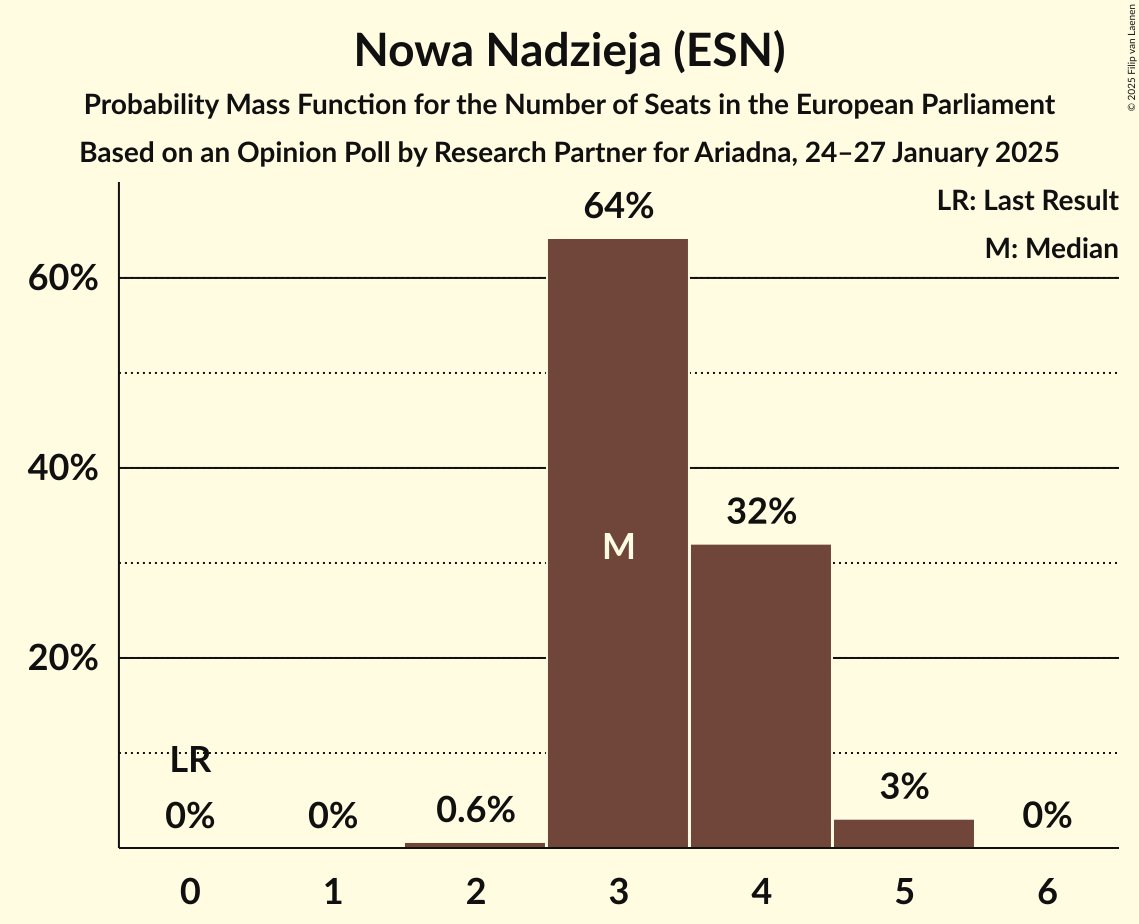 Nowa Nadzieja (ESN)
Probability Mass Function for the Number of Seats in the European Parliament
Based on an Opinion Poll by Research Partner for Ariadna, 24–27 January 2025
© 2025 Filip van Laenen
LR: Last Result
M: Median
64%
60%
40%
32%
M
20%
LR
0%
0%
0.6%
3%
0%
0 1 2 3 4 5 6